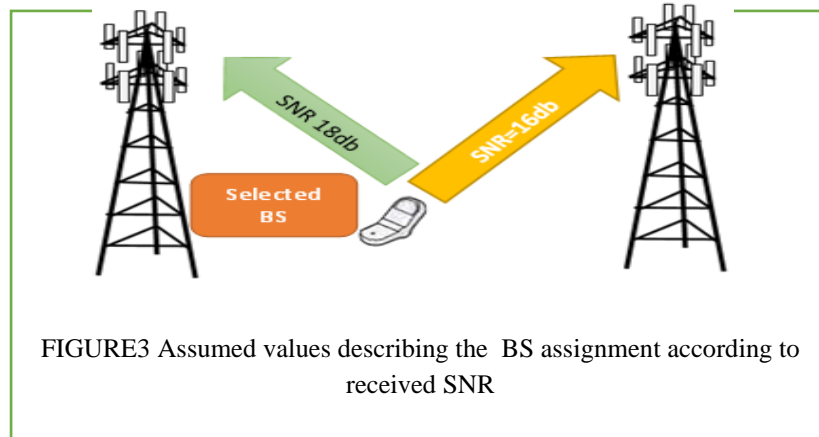 SNR 18db
SNR=16db
Selected
BS
FIGURE3 Assumed values describing the BS assignment according to
received SNR